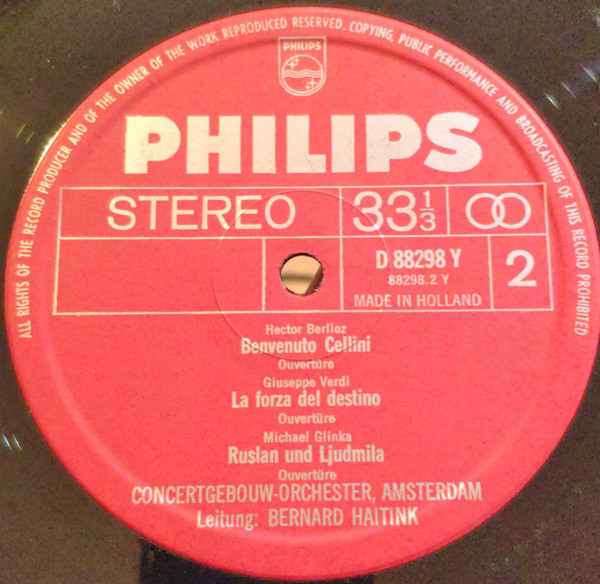 ALL RIGHTS OF THE RECORD PRODUCER AND OF THE OWNER OF THE WORK REPRODUCED RESERVED. COPYING, PUBLIC PERFORMANCE AND BROADCASTING OF THIS RECORD PROHIBITED
PHILIPS
PHILIPS
STEREO 33 1/3
D 88298 Y
88298.2 Y
MADE IN HOLLAND
2
Hector Berlioz
Benvenuto Cellini
Ouvertüre
Giuseppe Verdi
La forza del destino
Ouvertüre
Michael Glinka
Ruslan und Ljudmila
Ouvertüre
CONCERTGEBOUW-ORCHESTER, AMSTERDAM
Leitung: BERNARD HAITINK